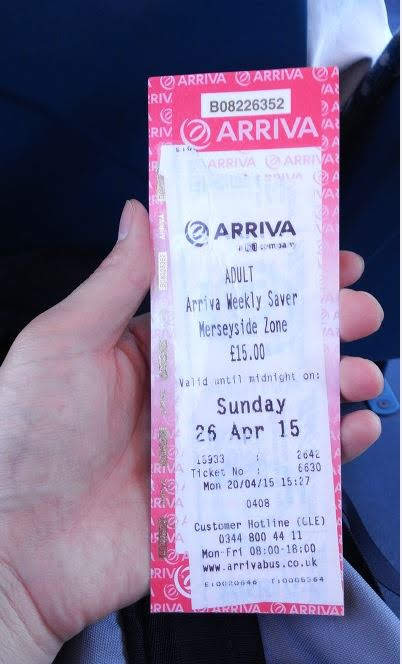 ARRIVA ARRIVA
B08226352
ARRIVA
ARRIVA ARRIVA
ARRIVA
a DB company
ADULT
Arriva Weekly Saver
Merseyside Zone
£15.00
Valid until midnight on:
Sunday
26 Apr 15
2642
Ticket No : 6630
Mon 20/04/15 15:27
0408
Customer Hotline (CLE)
0344 800 44 11
Mon-Fri 08:00-18:00
www.arrivabus.co.uk
ARRIVA